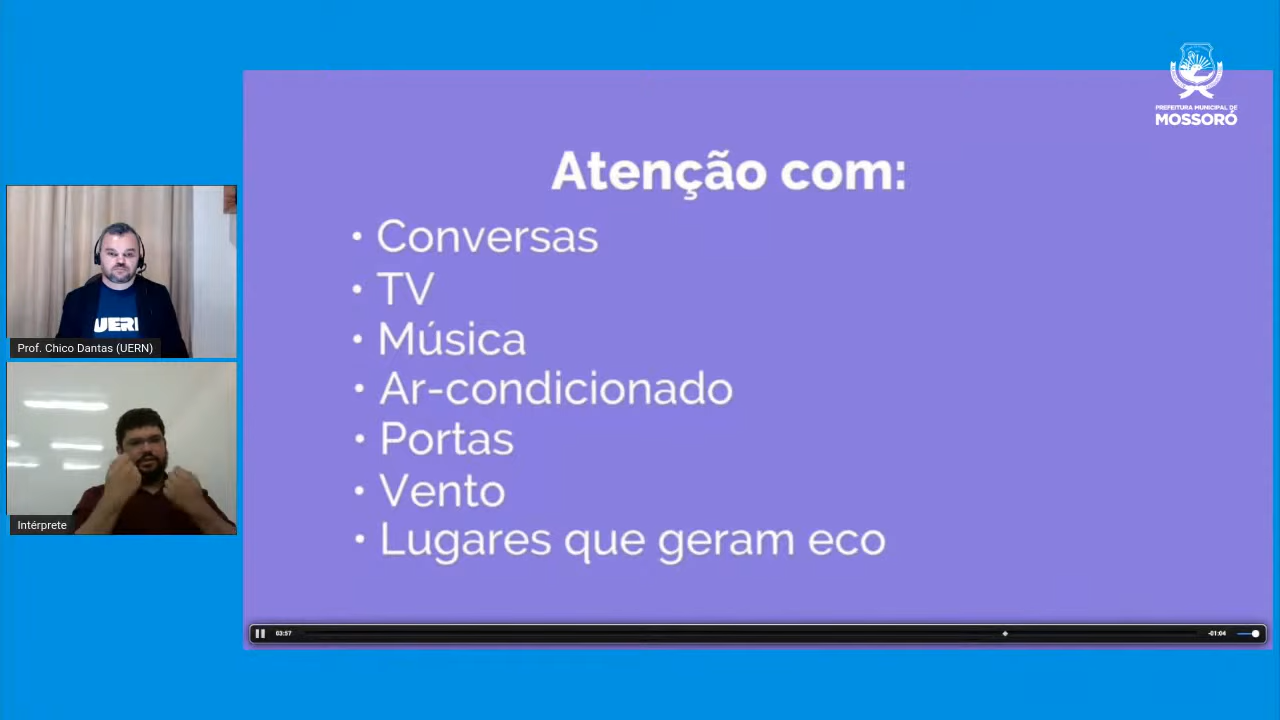 PREFEITURA MUNICIPAL DE
MOSSORÓ
Atenção com:
• Conversas
• TV
• Música
• Ar-condicionado
• Portas
• Vento
• Lugares que geram eco
UERN
Prof. Chico Dantas (UERN)
Intérprete
03:57
-01:04